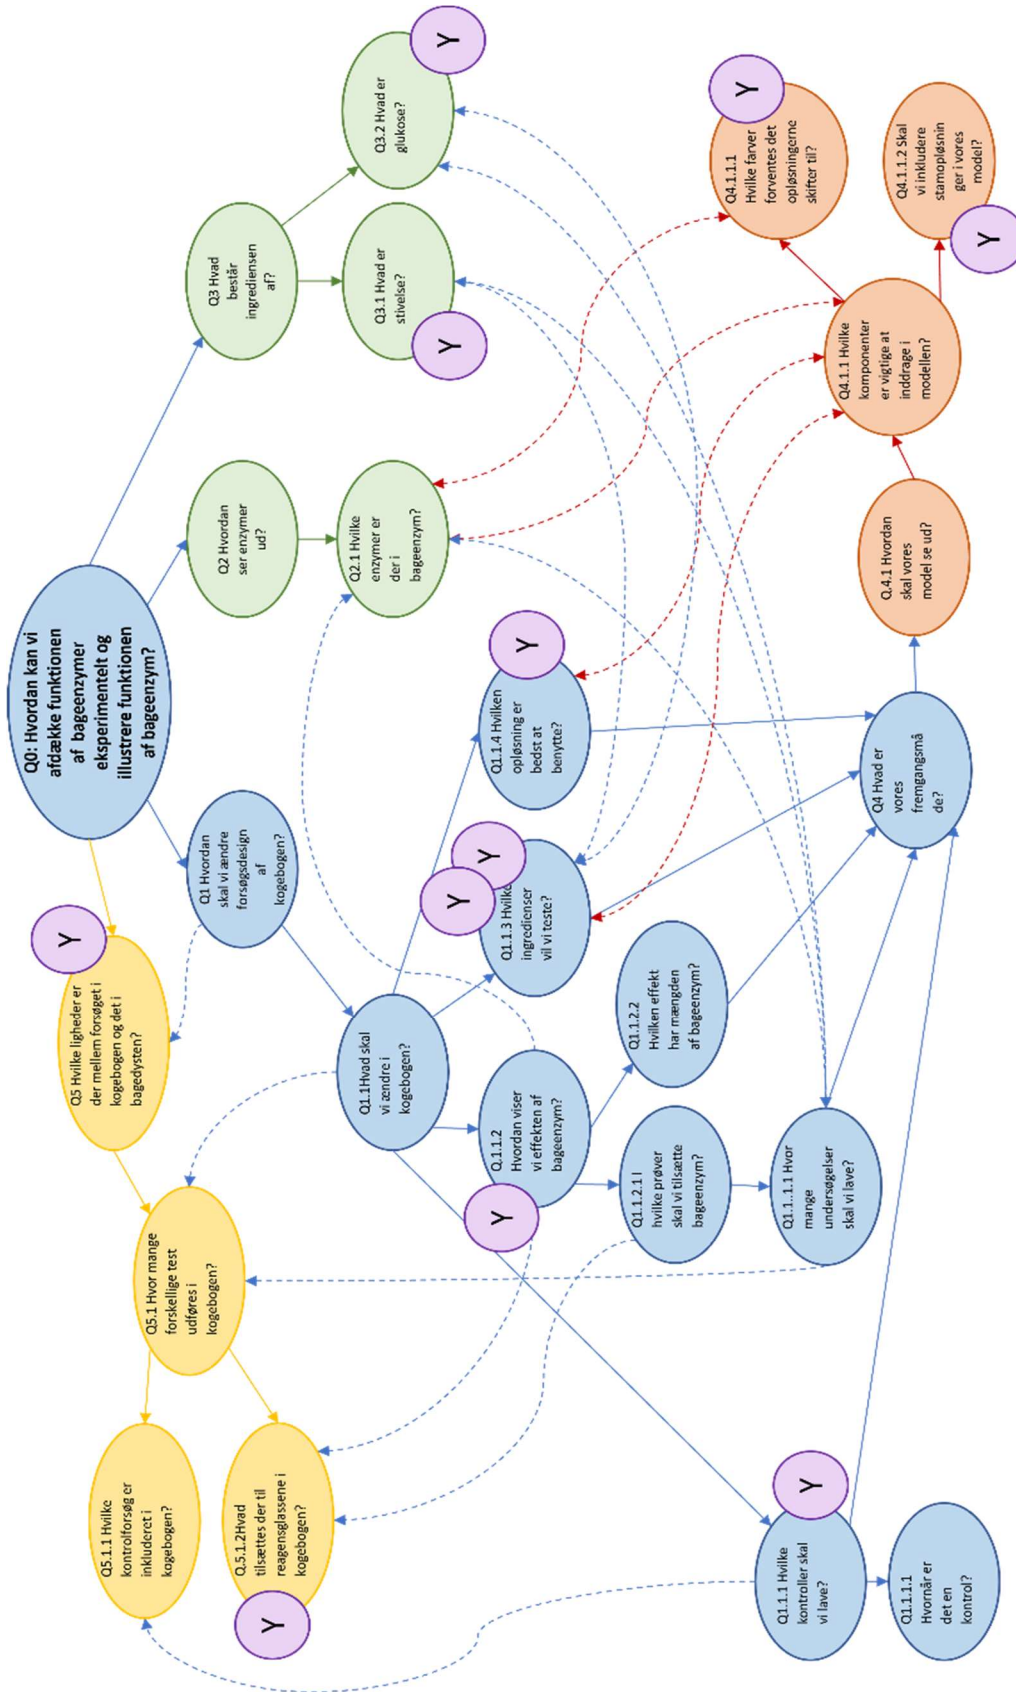 Q0: Hvordan kan vi
afdække funktionen
af bageenzymer
eksperimentelt og
illustrere funktionen
af bageenzym?
Q5 Hvilke ligheder er
der mellem forsøget i
kogebogen og det i
bagedysten?
Y
Q1 Hvordan
skal vi ændre
forsøgsdesign
af
kogebogen?
Q2 Hvordan
ser enzymer
ud?
Q3 Hvad
består
ingrediensen
af?
Q5.1 Hvor mange
forskellige test
udføres i
kogebogen?
Q5.1.1 Hvilke
kontrolforsøg er
inkluderet i
kogebogen?
Q.5.1.2Hvad
tilsættes der til
reagensglassene i
kogebogen?
Y
Q1.1Hvad skal
vi ændre i
kogebogen?
Q2.1 Hvilke
enzymer er
der i
bageenzym?
Q3.1 Hvad er
stivelse?
Y
Q3.2 Hvad er
glukose?
Y
Q.1.1.2
Hvordan viser
vi effekten af
bageenzym?
Y
Q1.1.3 Hvilke
ingredienser
vil vi teste?
Y
Y
Q1.1.4 Hvilken
opløsning er
bedst at
benytte?
Y
Q1.1.2.1 I
hvilke prøver
skal vi tilsætte
bageenzym?
Q1.1.2.2
Hvilken effekt
har mængden
af bageenzym?
Q1.1..1.1 Hvor
mange
undersøgelser
skal vi lave?
Q1.1.1 Hvilke
kontroller skal
vi lave?
Y
Q1.1.1.1
Hvornår er
det en
kontrol?
Q4 Hvad er
vores
fremgangsmå
de?
Q.4.1 Hvordan
skal vores
model se ud?
Q4.1.1 Hvilke
komponenter
er vigtige at
inddrage i
modellen?
Q4.1.1.1
Hvilke farver
forventes det
opløsningerne
skifter til?
Y
Q4.1.1.2 Skal
vi inkludere
stamopløsnin
ger i vores
model?
Y